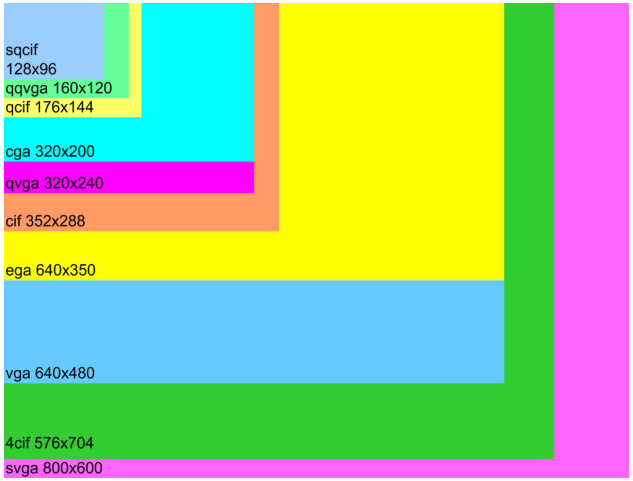 sqcif
128x96
qqvga 160x120
qcif 176x144
cga 320x200
qvga 320x240
cif 352x288
ega 640x350
vga 640x480
4cif 576x704
svga 800x600